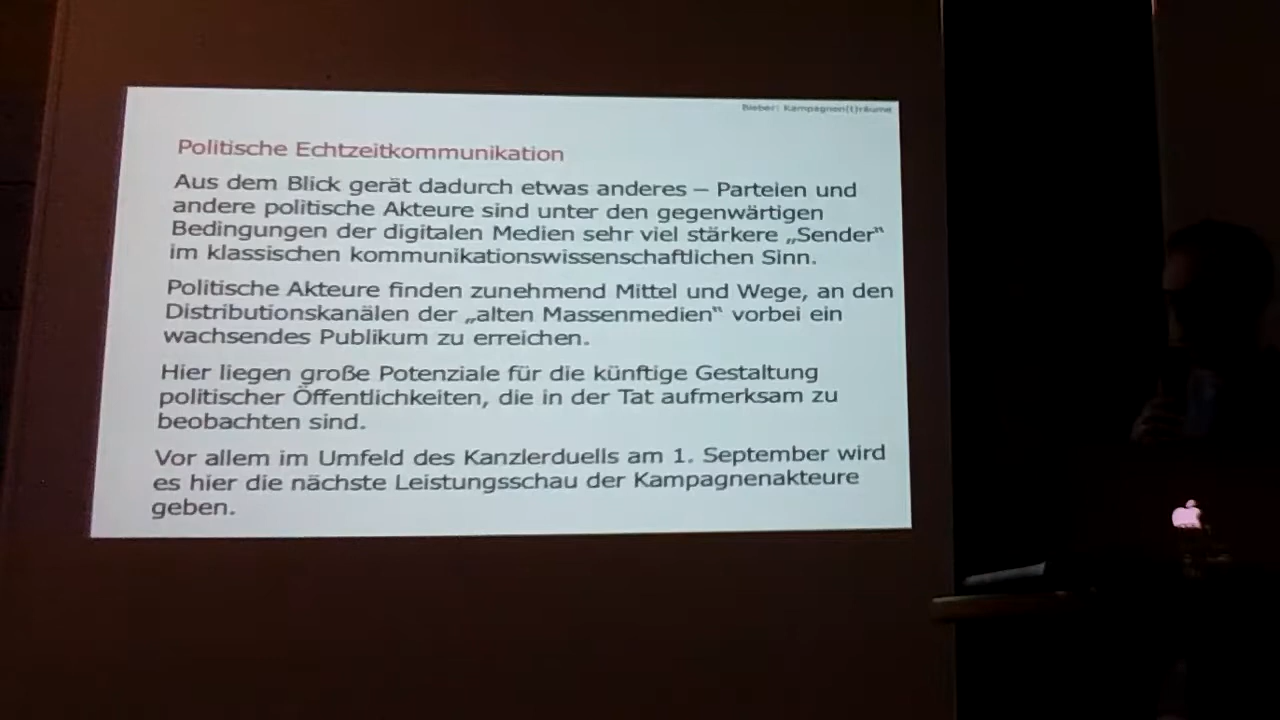 Bieber: Kampagnen(t)räume
Politische Echtzeitkommunikation
Aus dem Blick gerät dadurch etwas anderes – Parteien und
andere politische Akteure sind unter den gegenwärtigen
Bedingungen der digitalen Medien sehr viel stärkere „Sender“
im klassischen kommunikationswissenschaftlichen Sinn.
Politische Akteure finden zunehmend Mittel und Wege, an den
Distributionskanälen der „alten Massenmedien“ vorbei ein
wachsendes Publikum zu erreichen.
Hier liegen große Potenziale für die künftige Gestaltung
politischer Öffentlichkeiten, die in der Tat aufmerksam zu
beobachten sind.
Vor allem im Umfeld des Kanzlerduells am 1. September wird
es hier die nächste Leistungsschau der Kampagnenakteure
geben.